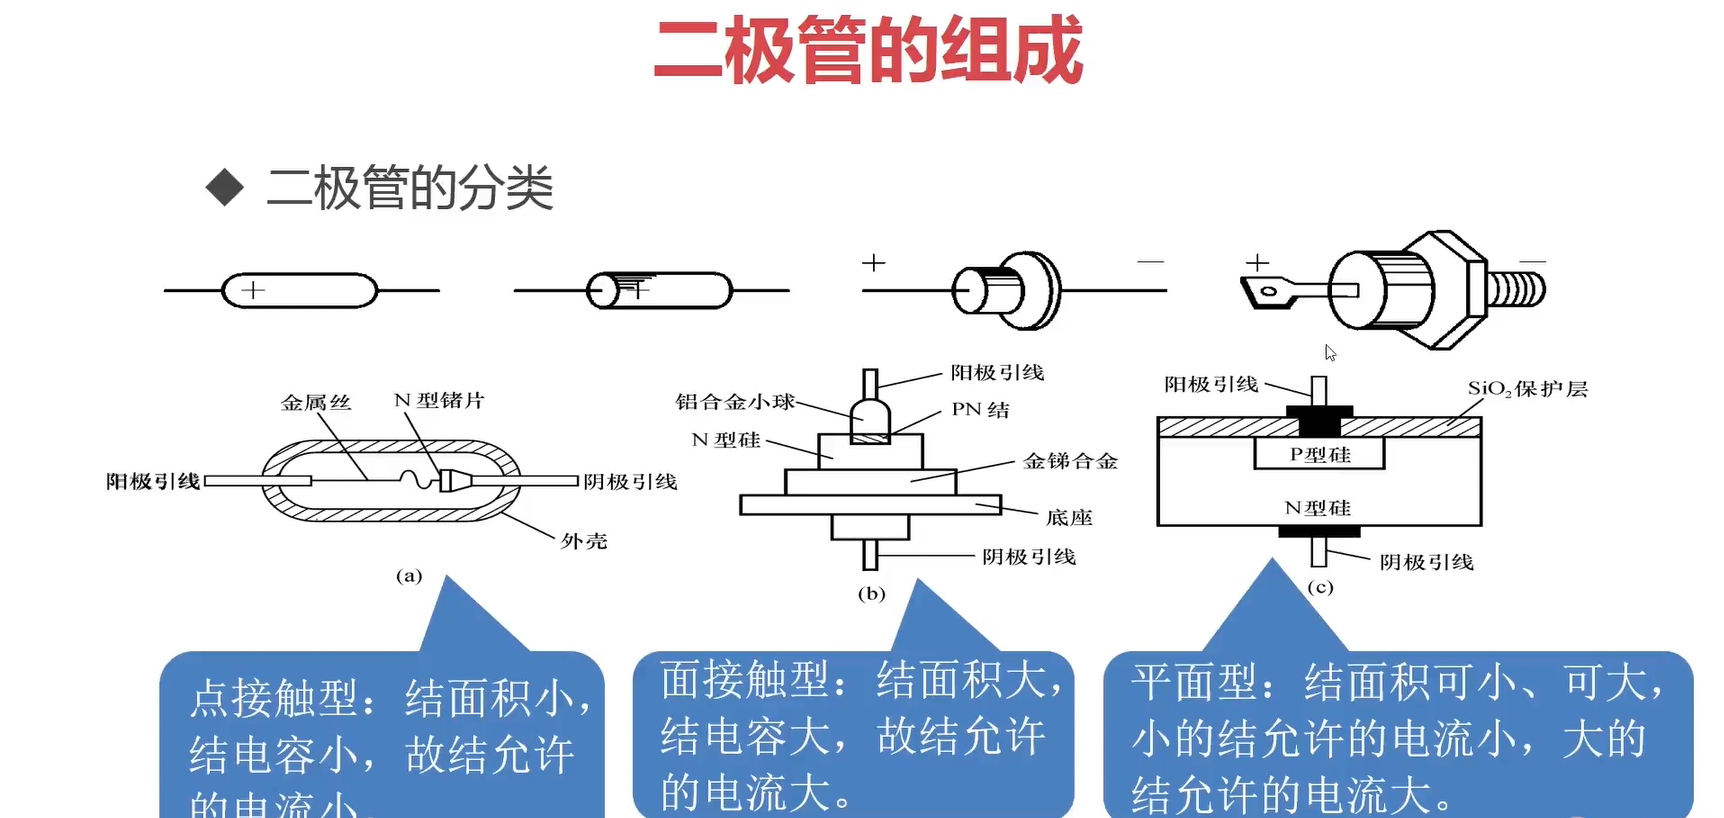 二极管的组成
◆ 二极管的分类
+
+
+ —
+ —
金属丝
N 型锗片
阳极引线
阴极引线
外壳
(a)
阳极引线
铝合金小球
PN 结
N 型硅
金锑合金
底座
阴极引线
(b)
阳极引线
SiO₂保护层
P型硅
N型硅
阴极引线
(c)
点接触型：结面积小，
结电容小，故结允许
的电流小。
面接触型：结面积大，
结电容大，故结允许
的电流大。
平面型：结面积可小、可大，
小的结允许的电流小，大的
结允许的电流大。